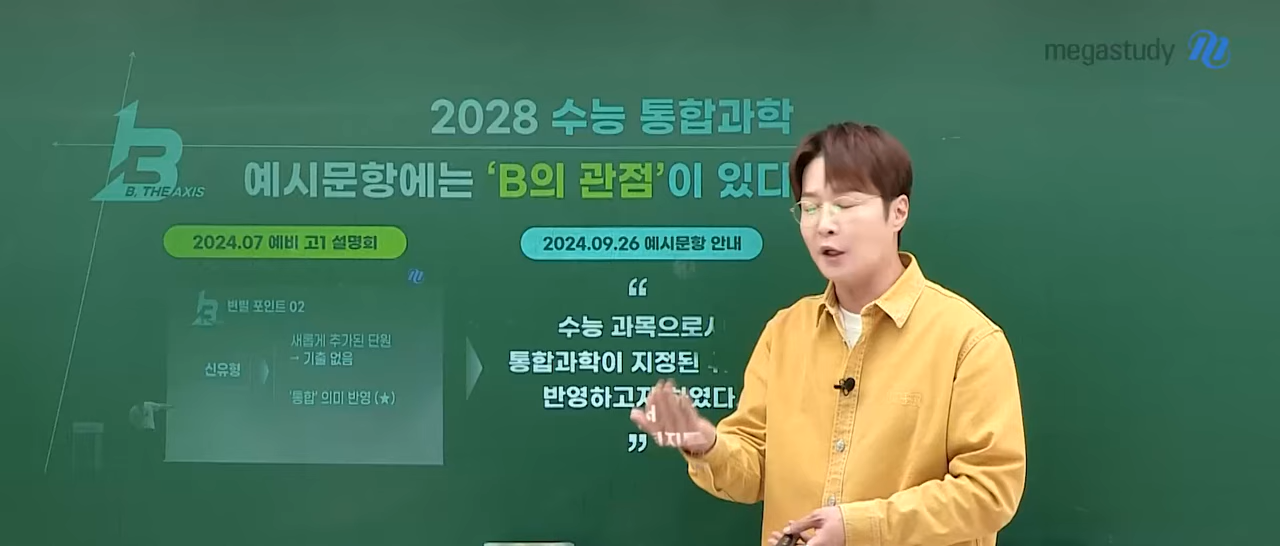 megastudy
2028 수능 통합과학
B, THE AXIS
예시문항에는 ‘B의 관점’이 있다
2024.07 예비 고1 설명회
2024.09.26 예시문항 안내
변별 포인트 02
새롭게 추가된 단원
→ 기출 없음
신유형
'통합' 의미 반영 (★)
“
수능 과목으로서
통합과학이 지정된
반영하고자 하였다.
”